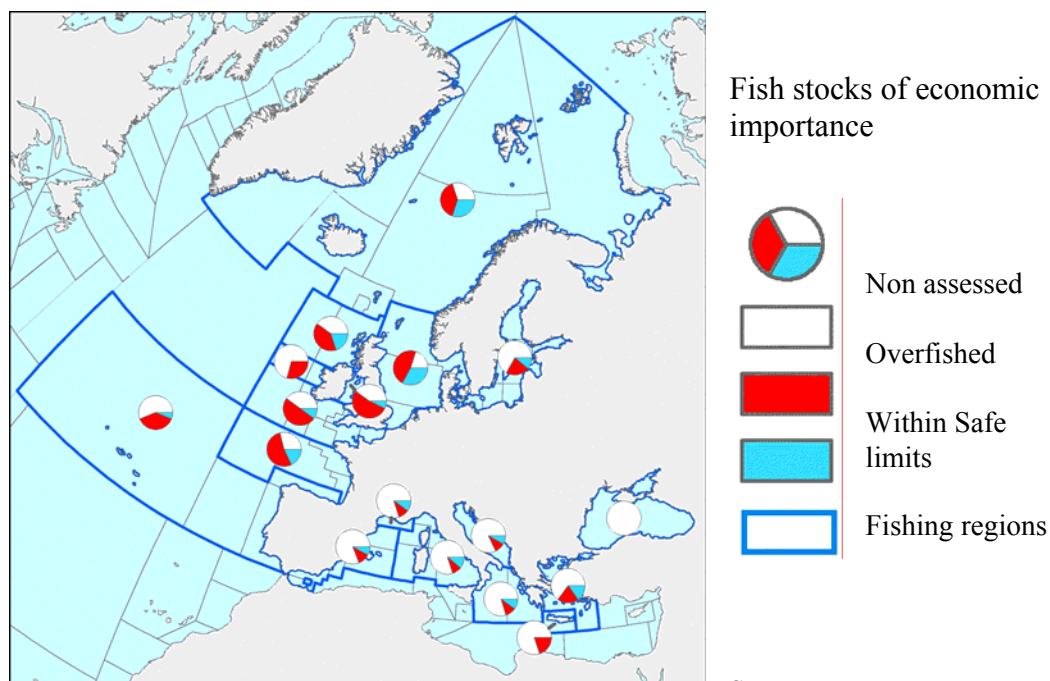 Fish stocks of economic
importance
Non assessed
Overfished
Within Safe
limits
Fishing regions